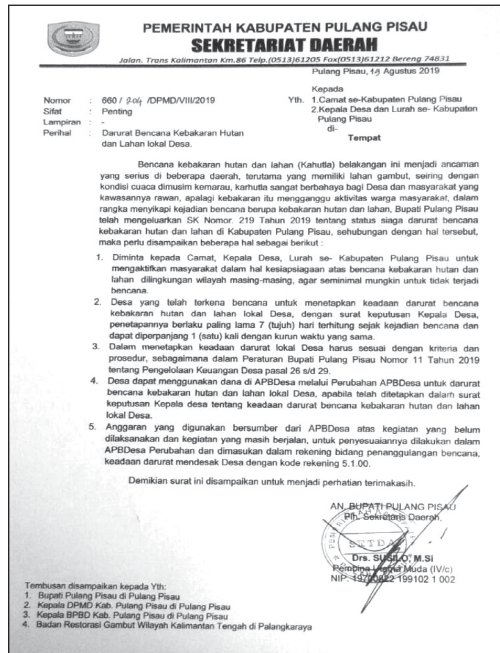 PEMERINTAH KABUPATEN PULANG PISAU
SEKRETARIAT DAERAH
Jalan. Trans Kalimantan Km.86 Telp.(0513)61205 Fax(0513)61212 Bereng 74831
Pulang Pisau, 19 Agustus 2019
Kepada
Nomor : 660 / 204 /DPMD/VIII/2019
Yth. 1.Camat se-Kabupaten Pulang Pisau
Sifat : Penting
2.Kepala Desa dan Lurah se- Kabupaten
Lampiran : -
Pulang Pisau
Perihal : Darurat Bencana Kebakaran Hutan
di-
dan Lahan lokal Desa.
Tempat
Bencana kebakaran hutan dan lahan (Kahutla) belakangan ini menjadi ancaman
yang serius di beberapa daerah, terutama yang memiliki lahan gambut, seiring dengan
kondisi cuaca dimusim kemarau, karhutla sangat berbahaya bagi Desa dan masyarakat yang
kawasannya rawan, apalagi kebakaran itu mengganggu aktivitas warga masyarakat, dalam
rangka menyikapi kejadian bencana berupa kebakaran hutan dan lahan, Bupati Pulang Pisau
telah mengeluarkan SK Nomor. 219 Tahun 2019 tentang status siaga darurat bencana
kebakaran hutan dan lahan di Kabupaten Pulang Pisau, sehubungan dengan hal tersebut,
maka perlu disampaikan beberapa hal sebagai berikut :
1. Diminta kepada Camat, Kepala Desa, Lurah se- Kabupaten Pulang Pisau untuk
mengaktifkan masyarakat dalam hal kesiapsiagaan atas bencana kebakaran hutan dan
lahan dilingkungan wilayah masing-masing, agar seminimal mungkin untuk tidak terjadi
bencana.
2. Desa yang telah terkena bencana untuk menetapkan keadaan darurat bencana
kebakaran hutan dan lahan lokal Desa, dengan surat keputusan Kepala Desa,
penetapannya berlaku paling lama 7 (tujuh) hari terhitung sejak kejadian bencana dan
dapat diperpanjang 1 (satu) kali dengan kurun waktu yang sama.
3. Dalam menetapkan keadaan darurat lokal Desa harus sesuai dengan kriteria dan
prosedur, sebagaimana dalam Peraturan Bupati Pulang Pisau Nomor 11 Tahun 2019
tentang Pengelolaan Keuangan Desa pasal 26 s/d 29.
4. Desa dapat menggunakan dana di APBDesa melalui Perubahan APBDesa untuk darurat
bencana kebakaran hutan dan lahan lokal Desa, apabila telah ditetapkan dalam surat
keputusan Kepala desa tentang keadaan darurat bencana kebakaran hutan dan lahan
lokal Desa.
5. Anggaran yang digunakan bersumber dari APBDesa atas kegiatan yang belum
dilaksanakan dan kegiatan yang masih berjalan, untuk penyesuaiannya dilakukan dalam
APBDesa Perubahan dan dimasukan dalam rekening bidang penanggulangan bencana,
keadaan darurat mendesak Desa dengan kode rekening 5.1.00.
Demikian surat ini disampaikan untuk menjadi perhatian terimakasih.
AN. BUPATI PULANG PISAU
Plh. Sekretaris Daerah,
SETDA
Drs. SUSILO, M.Si
Pembina Utama Muda (IV/c)
NIP. 199102 1 002
Tembusan disampaikan kepada Yth:
1. Bupati Pulang Pisau di Pulang Pisau
2. Kepala DPMD Kab. Pulang Pisau di Pulang Pisau
3. Kepala BPBD Kab. Pulang Pisau di Pulang Pisau
4. Badan Restorasi Gambut Wilayah Kalimantan Tengah di Palangkaraya